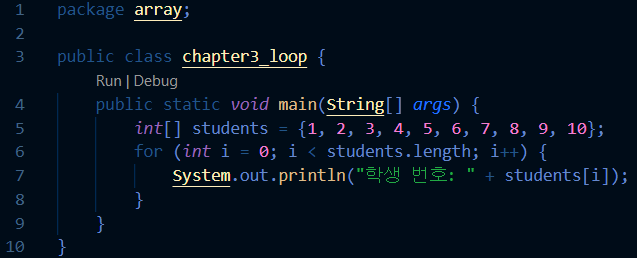 1 package array;
2
3 public class chapter3_loop {
Run | Debug
4 public static void main(String[] args) {
5 int[] students = {1, 2, 3, 4, 5, 6, 7, 8, 9, 10};
6 for (int i = 0; i < students.length; i++) {
7 System.out.println("학생 번호: " + students[i]);
8 }
9 }
10 }